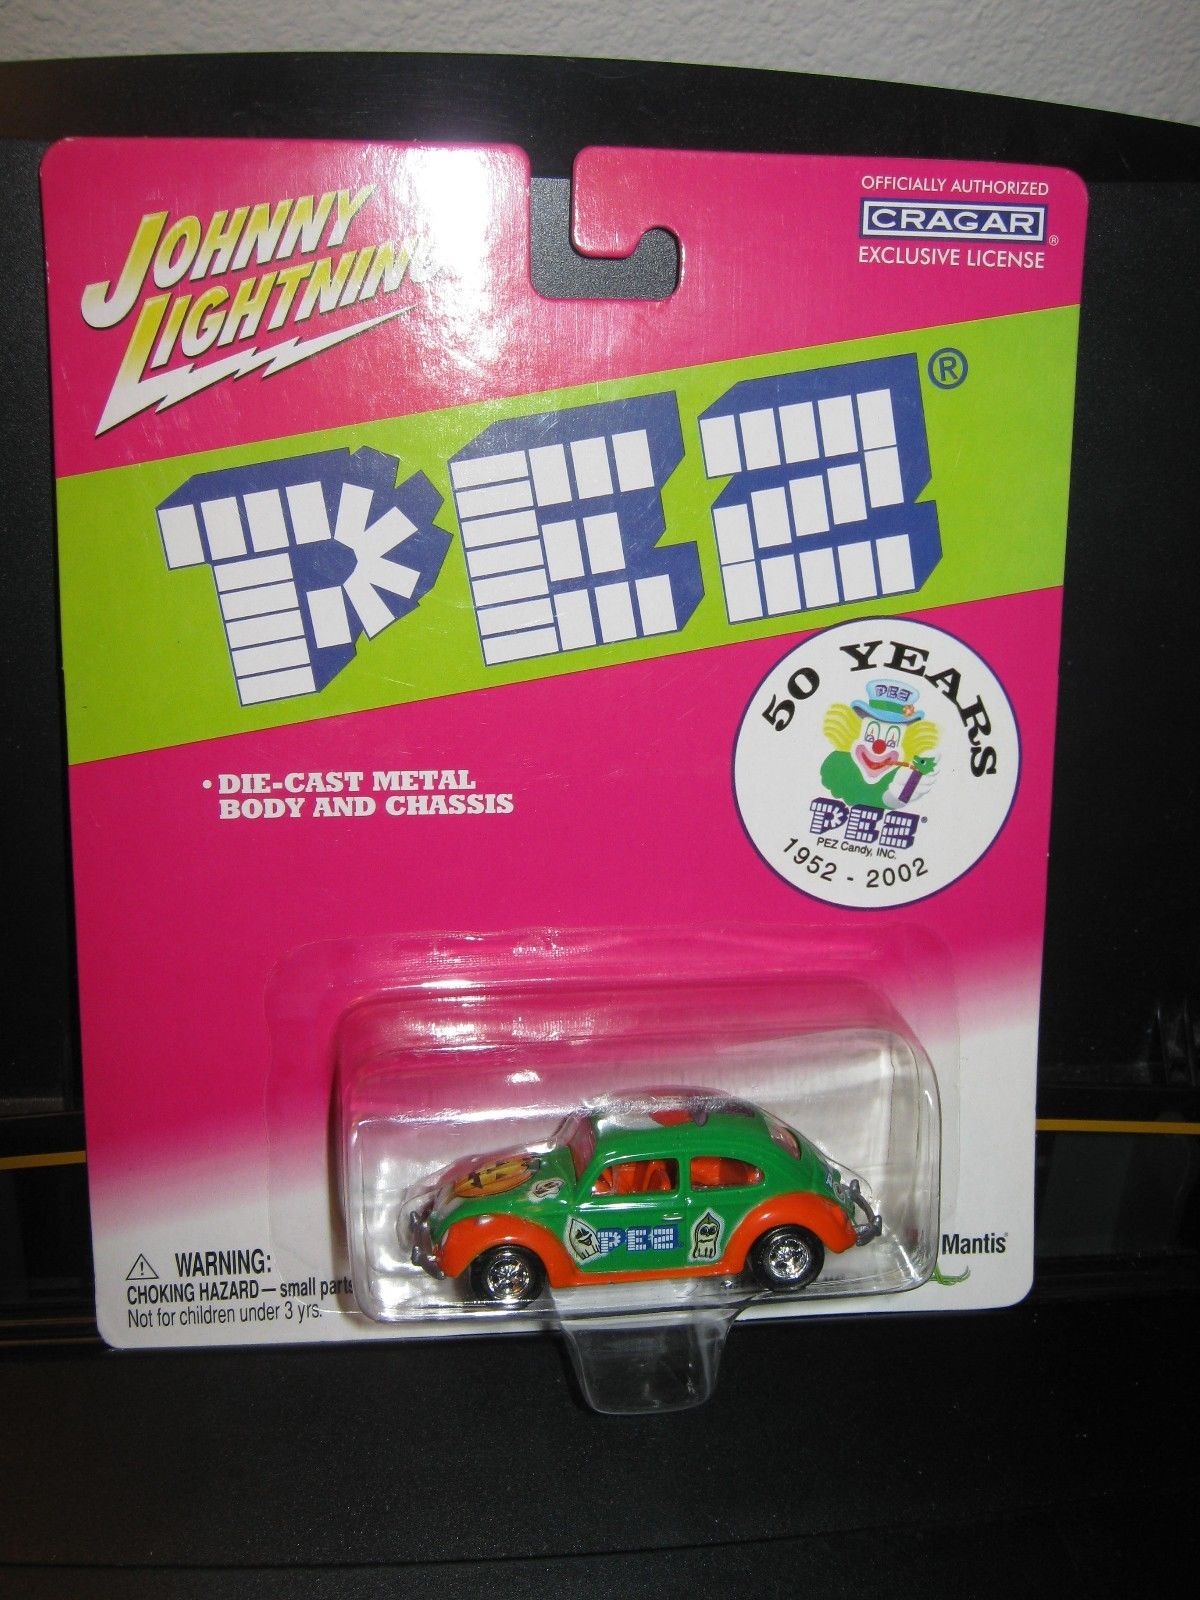 JOHNNY
LIGHTNING
OFFICIALLY AUTHORIZED
CRAGAR®
EXCLUSIVE LICENSE
PEZ®
50 YEARS
PEZ
PEZ®
PEZ Candy, INC.
1952 - 2002
• DIE-CAST METAL
BODY AND CHASSIS
PEZ
Mantis
WARNING:
CHOKING HAZARD — small parts
Not for children under 3 yrs.